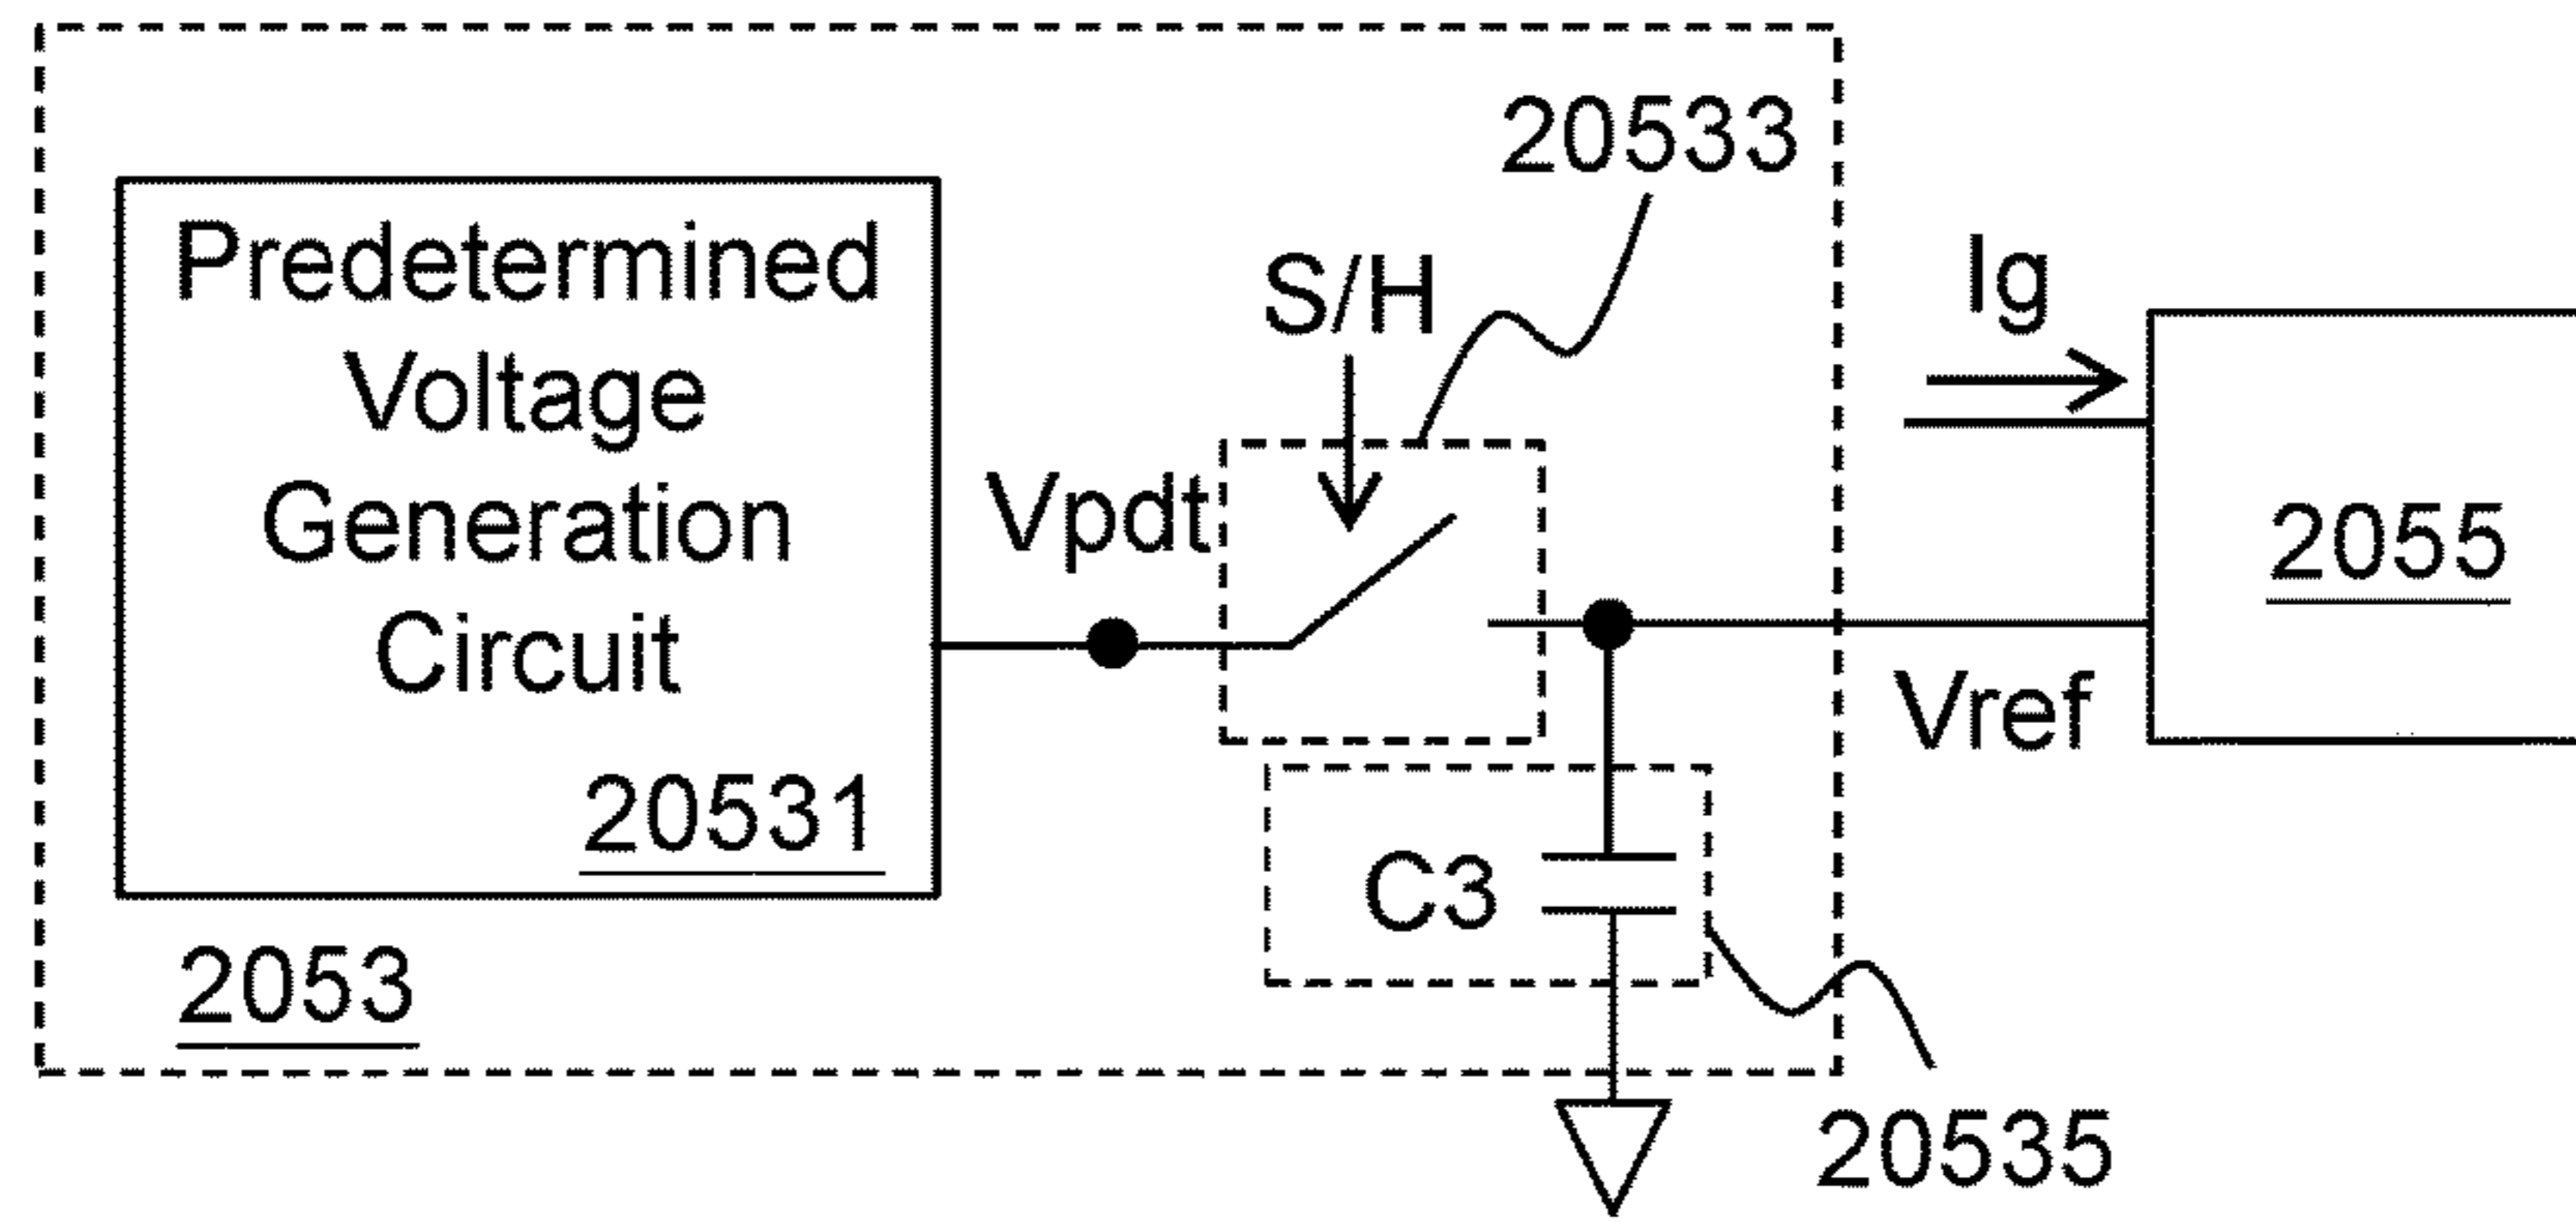 20533
Predetermined
Voltage
Generation
Circuit
20531
S/H
Ig
Vpdt
2055
Vref
C3
2053
20535